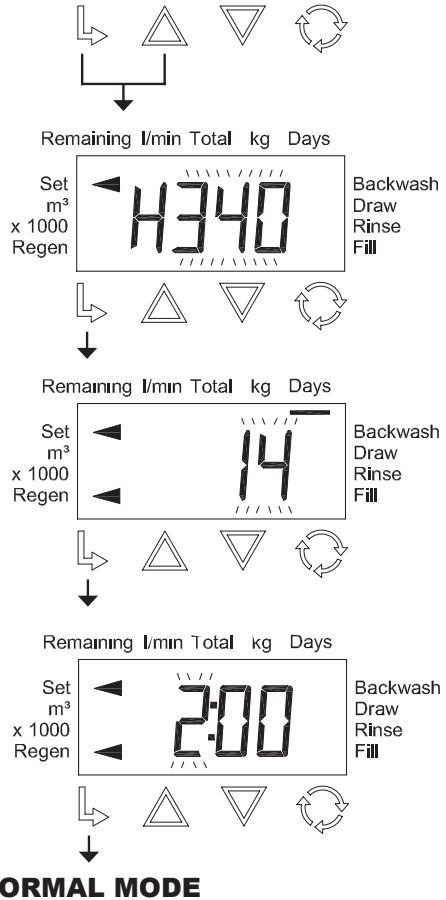 Remaining l/min Total kg Days
Set
m³
x 1000
Regen
H340
Backwash
Draw
Rinse
Fill
Remaining l/min Total kg Days
Set
m³
x 1000
Regen
14
Backwash
Draw
Rinse
Fill
Remaining l/min Total kg Days
Set
m³
x 1000
Regen
2:00
Backwash
Draw
Rinse
Fill
ORMAL MODE